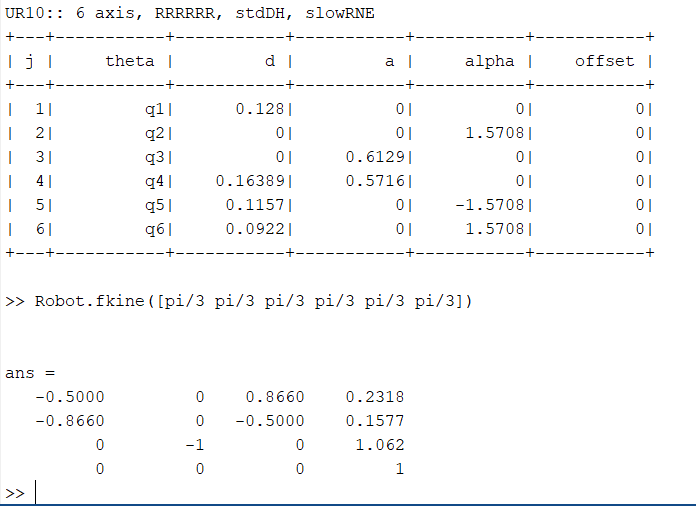 UR10:: 6 axis, RRRRRR, stdDH, slowRNE
+---+-----------+-----------+-----------+-----------+-----------+
| j |     theta |         d |         a |     alpha |    offset |
+---+-----------+-----------+-----------+-----------+-----------+
|  1|         q1|      0.128|          0|          0|          0|
|  2|         q2|          0|          0|     1.5708|          0|
|  3|         q3|          0|     0.6129|          0|          0|
|  4|         q4|    0.16389|     0.5716|          0|          0|
|  5|         q5|     0.1157|          0|    -1.5708|          0|
|  6|         q6|     0.0922|          0|     1.5708|          0|
+---+-----------+-----------+-----------+-----------+-----------+
>> Robot.fkine([pi/3 pi/3 pi/3 pi/3 pi/3 pi/3])
ans =
   -0.5000         0    0.8660    0.2318
   -0.8660         0   -0.5000    0.1577
         0        -1         0     1.062
         0         0         0         1
>>